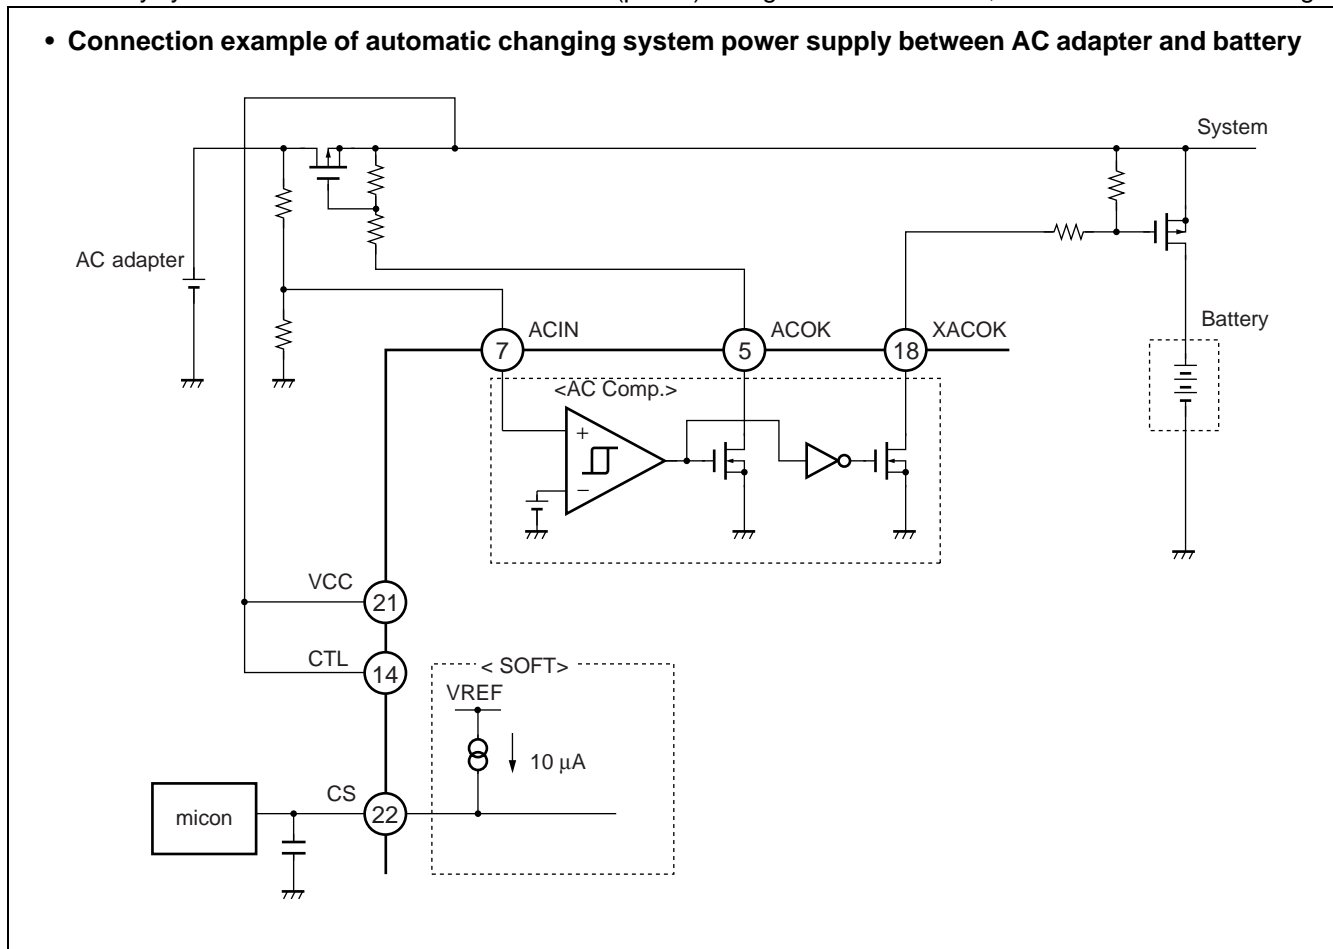 • Connection example of automatic changing system power supply between AC adapter and battery
System
AC adapter
Battery
7
ACIN
5
ACOK
18
XACOK
<AC Comp.>
+
−
VCC
21
CTL
14
< SOFT>
VREF
10 μA
CS
22
micon